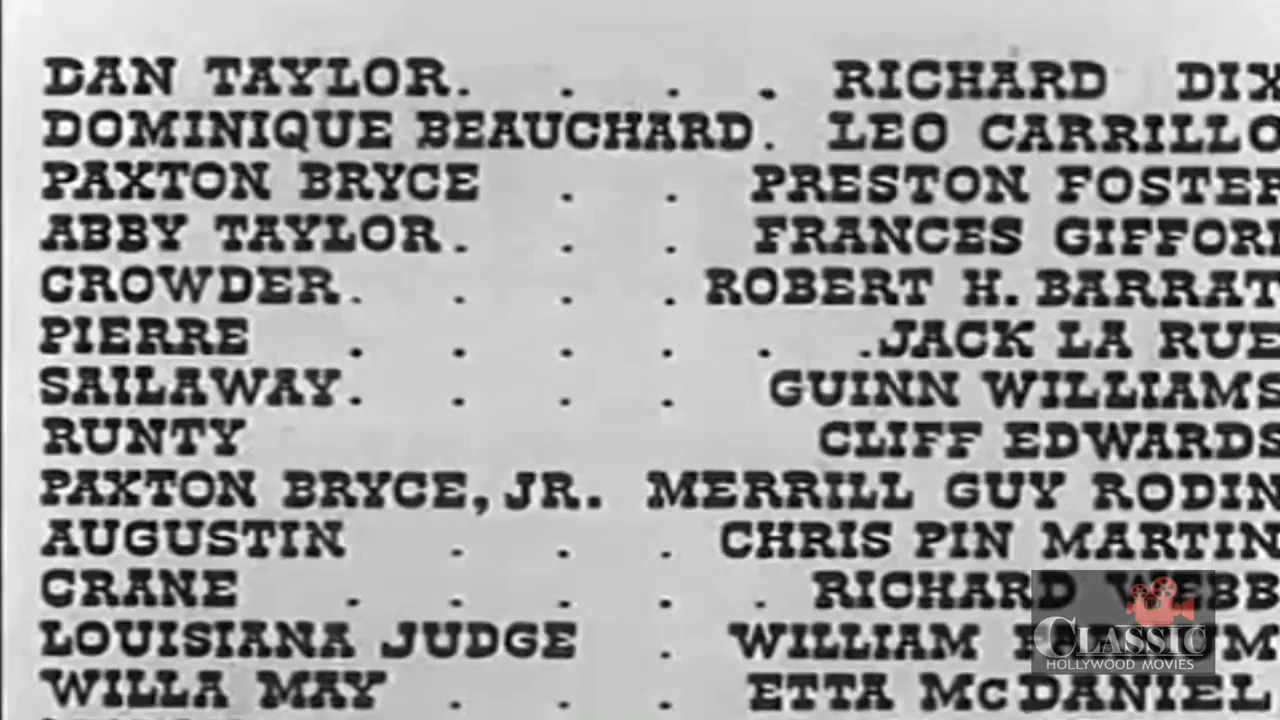 DAN TAYLOR. . . . RICHARD DIX
DOMINIQUE BEAUCHARD. LEO CARRILLO
PAXTON BRYCE . . PRESTON FOSTER
ABBY TAYLOR. . . FRANCES GIFFOR
CROWDER. . . . ROBERT H. BARRAT
PIERRE . . . . . .JACK LA RUE
SAILAWAY. . . . GUINN WILLIAMS
RUNTY CLIFF EDWARDS
PAXTON BRYCE, JR. MERRILL GUY RODIN
AUGUSTIN . . . CHRIS PIN MARTIN
CRANE . . . . . RICHARD WEBB
LOUISIANA JUDGE . WILLIAM
WILLA MAY . . . ETTA McDANIEL
CLASSIC
HOLLYWOOD MOVIES